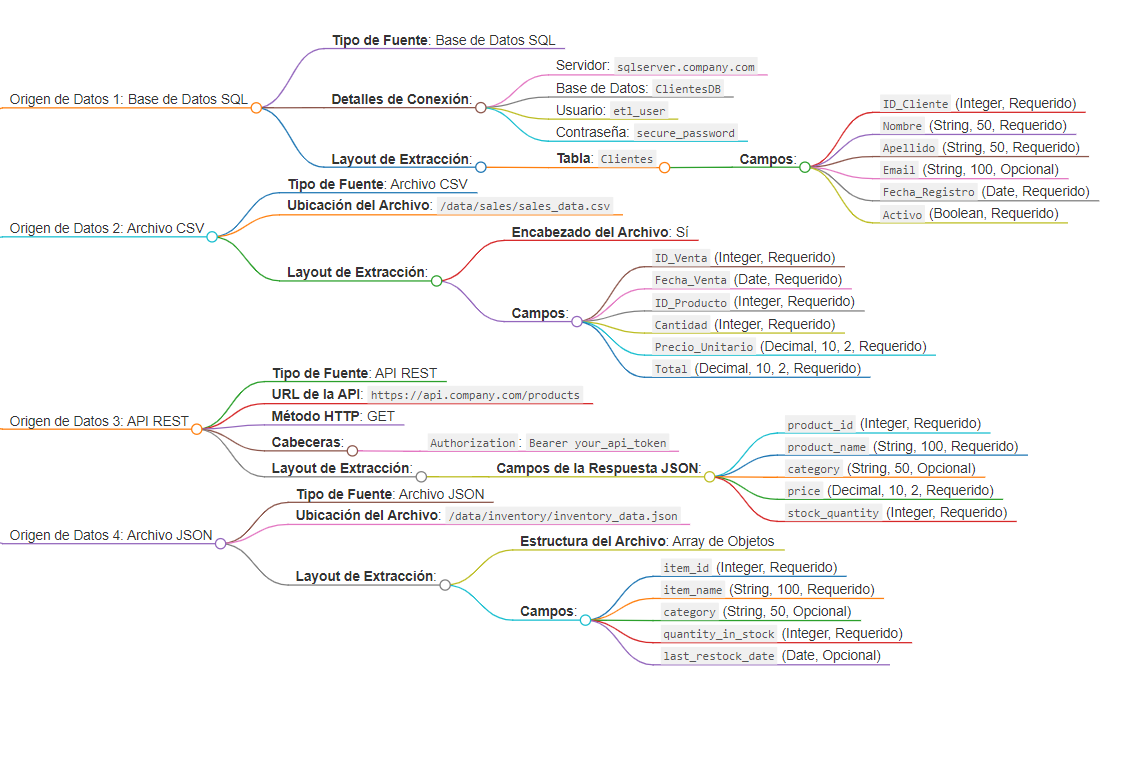 Origen de Datos 1: Base de Datos SQL
Tipo de Fuente: Base de Datos SQL
Detalles de Conexión:
Servidor: sqlserver.company.com
Base de Datos: ClientesDB
Usuario: etl_user
Contraseña: secure_password
Layout de Extracción:
Tabla: Clientes
Campos:
ID_Cliente (Integer, Requerido)
Nombre (String, 50, Requerido)
Apellido (String, 50, Requerido)
Email (String, 100, Opcional)
Fecha_Registro (Date, Requerido)
Activo (Boolean, Requerido)
Origen de Datos 2: Archivo CSV
Tipo de Fuente: Archivo CSV
Ubicación del Archivo: /data/sales/sales_data.csv
Layout de Extracción:
Encabezado del Archivo: Sí
Campos:
ID_Venta (Integer, Requerido)
Fecha_Venta (Date, Requerido)
ID_Producto (Integer, Requerido)
Cantidad (Integer, Requerido)
Precio_Unitario (Decimal, 10, 2, Requerido)
Total (Decimal, 10, 2, Requerido)
Origen de Datos 3: API REST
Tipo de Fuente: API REST
URL de la API: https://api.company.com/products
Método HTTP: GET
Cabeceras:
Authorization: Bearer your_api_token
Layout de Extracción:
Campos de la Respuesta JSON:
product_id (Integer, Requerido)
product_name (String, 100, Requerido)
category (String, 50, Opcional)
price (Decimal, 10, 2, Requerido)
stock_quantity (Integer, Requerido)
Origen de Datos 4: Archivo JSON
Tipo de Fuente: Archivo JSON
Ubicación del Archivo: /data/inventory/inventory_data.json
Layout de Extracción:
Estructura del Archivo: Array de Objetos
Campos:
item_id (Integer, Requerido)
item_name (String, 100, Requerido)
category (String, 50, Opcional)
quantity_in_stock (Integer, Requerido)
last_restock_date (Date, Opcional)